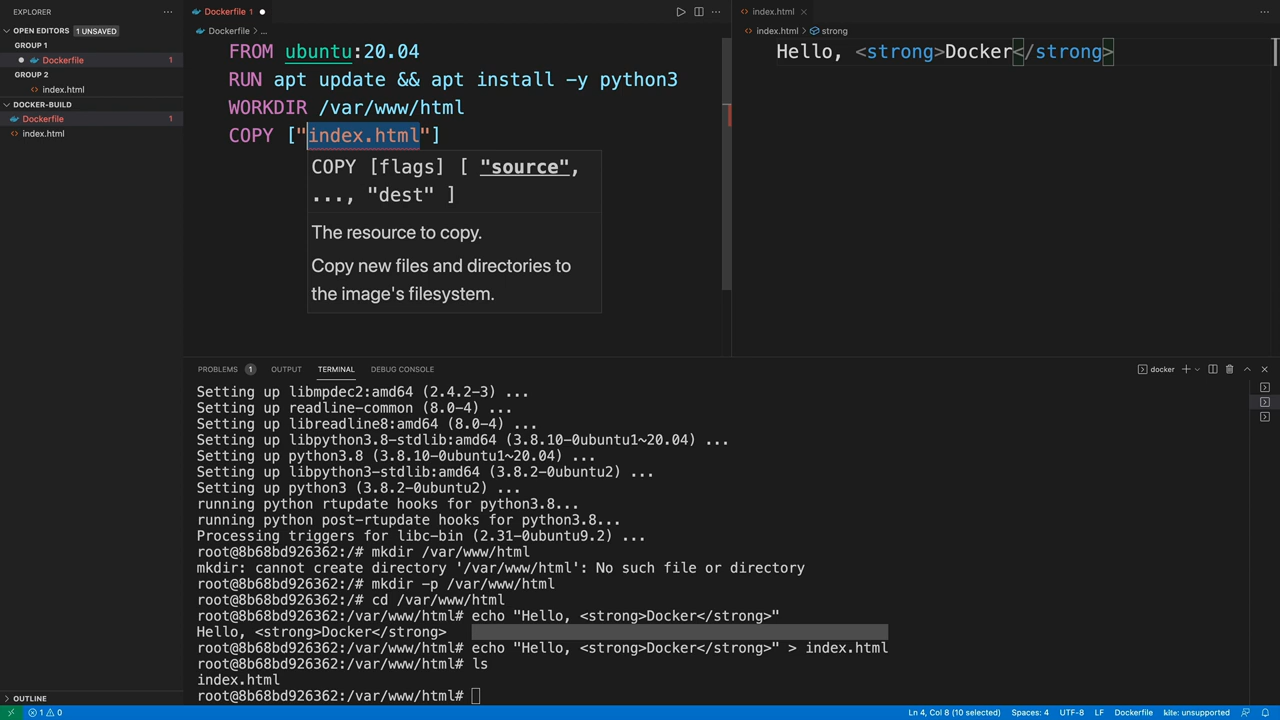 EXPLORER
···
OPEN EDITORS 1 UNSAVED
GROUP 1
Dockerfile 1
GROUP 2
index.html
DOCKER-BUILD
Dockerfile 1
index.html
OUTLINE
Dockerfile 1
···
Dockerfile > ...
FROM ubuntu:20.04
RUN apt update && apt install -y python3
WORKDIR /var/www/html
COPY ["index.html"]
COPY [flags] [ "source",
..., "dest" ]
The resource to copy.
Copy new files and directories to
the image's filesystem.
index.html
···
index.html > strong
Hello, <strong>Docker</strong>
PROBLEMS 1 OUTPUT TERMINAL DEBUG CONSOLE
docker
Setting up libmpdec2:amd64 (2.4.2-3) ...
Setting up readline-common (8.0-4) ...
Setting up libreadline8:amd64 (8.0-4) ...
Setting up libpython3.8-stdlib:amd64 (3.8.10-0ubuntu1~20.04) ...
Setting up python3.8 (3.8.10-0ubuntu1~20.04) ...
Setting up libpython3-stdlib:amd64 (3.8.2-0ubuntu2) ...
Setting up python3 (3.8.2-0ubuntu2) ...
running python rtupdate hooks for python3.8...
running python post-rtupdate hooks for python3.8...
Processing triggers for libc-bin (2.31-0ubuntu9.2) ...
root@8b68bd926362:/# mkdir /var/www/html
mkdir: cannot create directory '/var/www/html': No such file or directory
root@8b68bd926362:/# mkdir -p /var/www/html
root@8b68bd926362:/# cd /var/www/html
root@8b68bd926362:/var/www/html# echo "Hello, <strong>Docker</strong>"
Hello, <strong>Docker</strong>
root@8b68bd926362:/var/www/html# echo "Hello, <strong>Docker</strong>" > index.html
root@8b68bd926362:/var/www/html# ls
index.html
root@8b68bd926362:/var/www/html#
1 0
Ln 4, Col 8 (10 selected) Spaces: 4 UTF-8 LF Dockerfile kite: unsupported